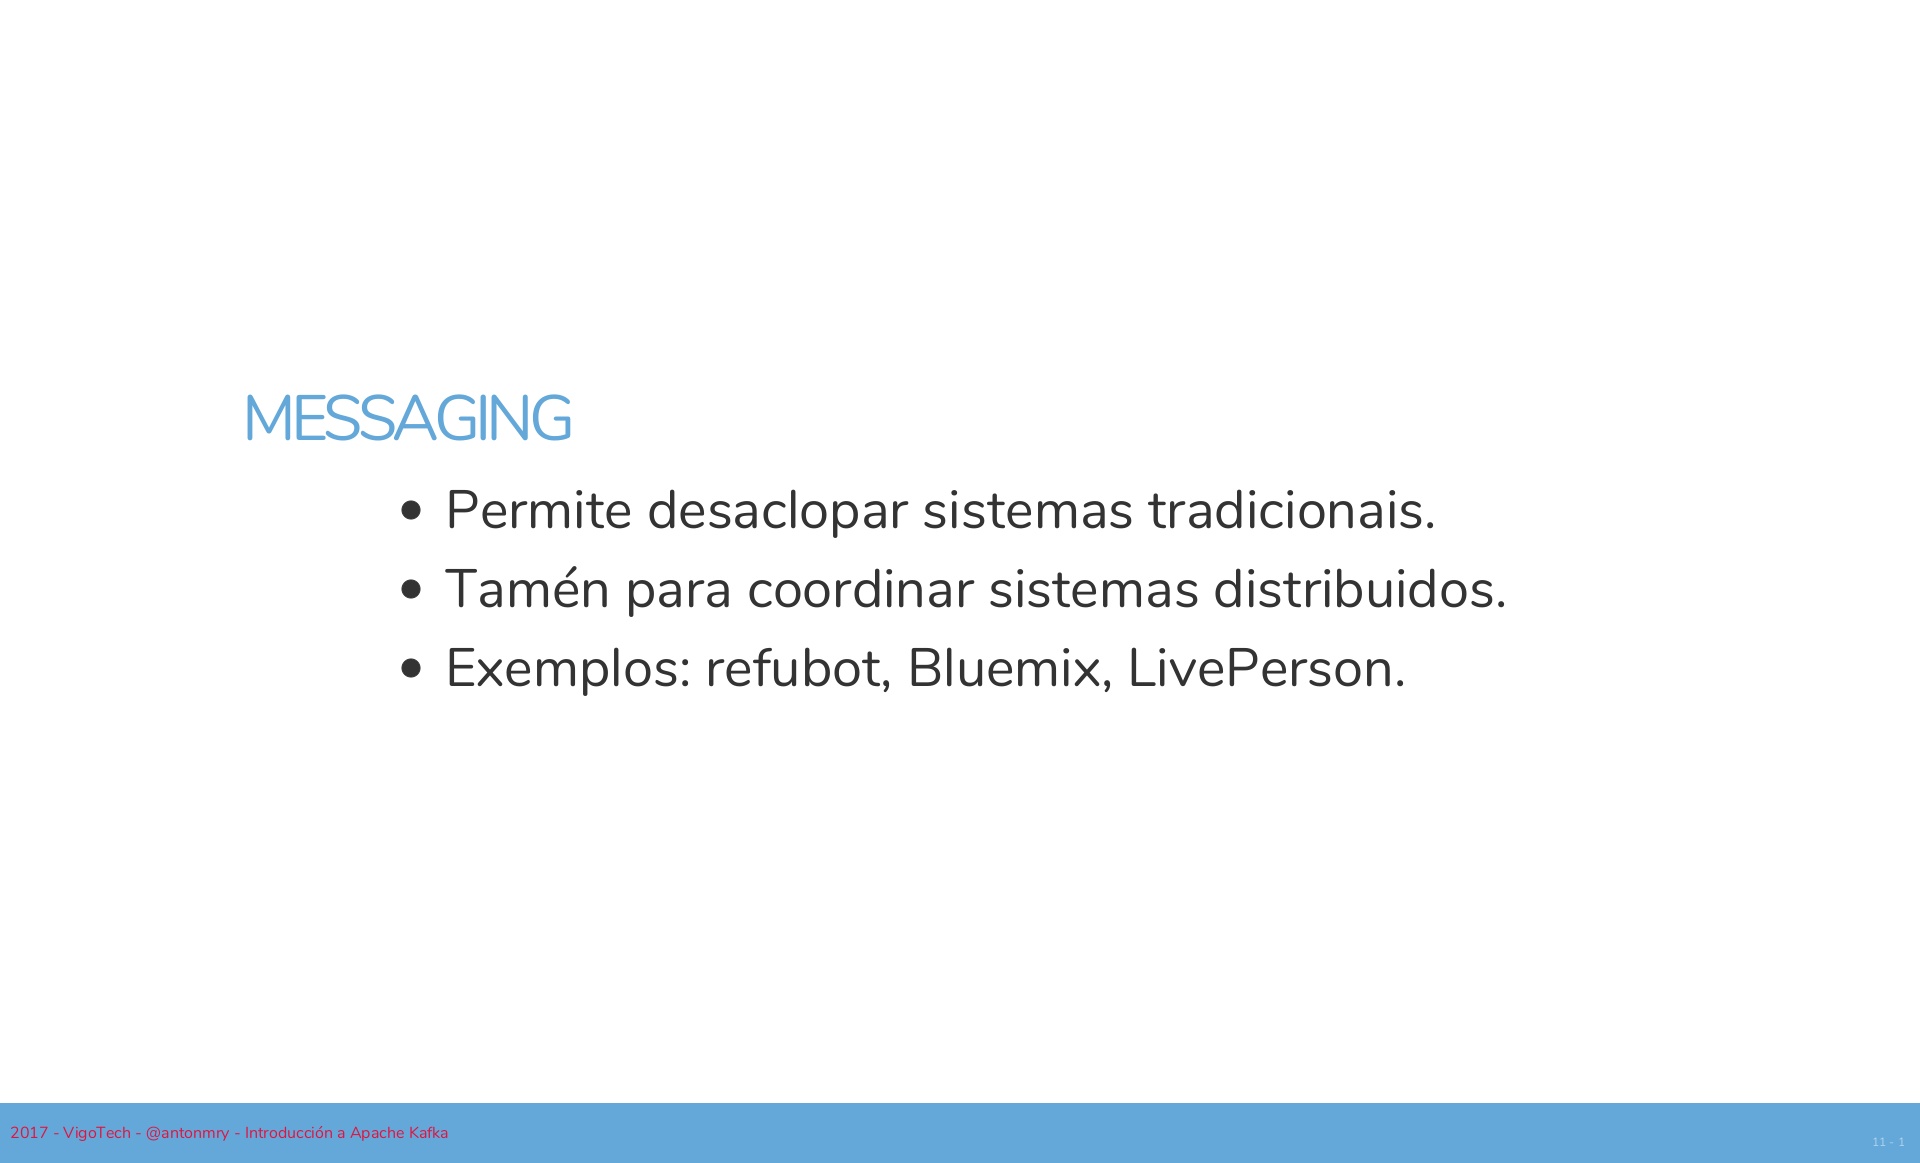 MESSAGING
• Permite desaclopar sistemas tradicionais.
• Tamén para coordinar sistemas distribuidos.
• Exemplos: refubot, Bluemix, LivePerson.
2017 - VigoTech - @antonmry - Introducción a Apache Kafka
11 - 1